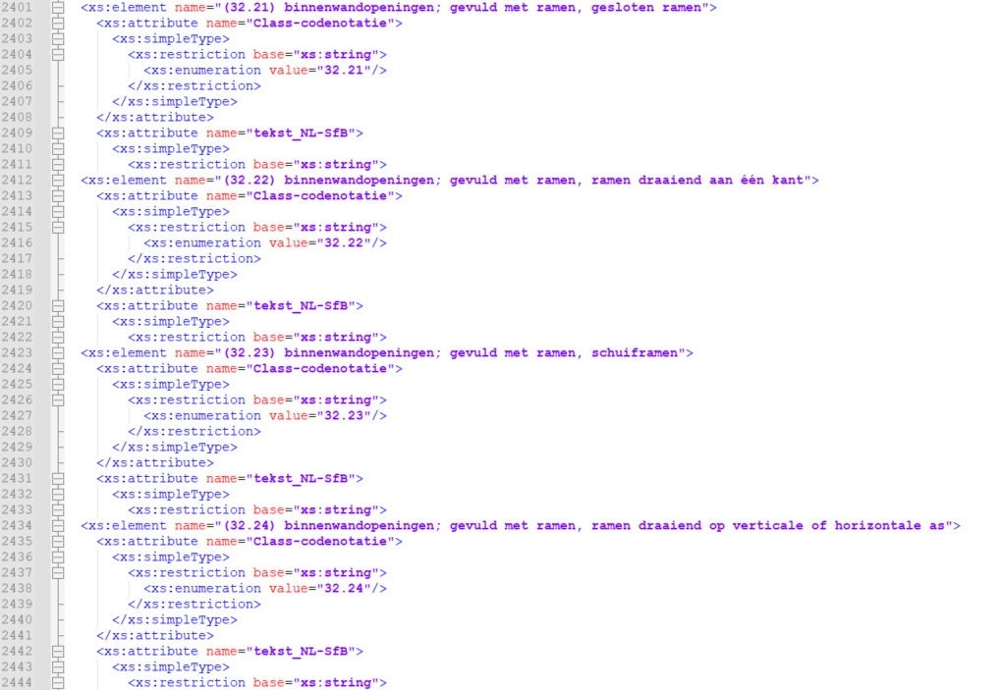 2401 <xs:element name="(32.21) binnenwandopeningen; gevuld met ramen, gesloten ramen">
2402 <xs:attribute name="Class-codenotatie">
2403 <xs:simpleType>
2404 <xs:restriction base="xs:string">
2405 <xs:enumeration value="32.21"/>
2406 </xs:restriction>
2407 </xs:simpleType>
2408 </xs:attribute>
2409 <xs:attribute name="tekst_NL-SfB">
2410 <xs:simpleType>
2411 <xs:restriction base="xs:string">
2412 <xs:element name="(32.22) binnenwandopeningen; gevuld met ramen, ramen draaiend aan één kant">
2413 <xs:attribute name="Class-codenotatie">
2414 <xs:simpleType>
2415 <xs:restriction base="xs:string">
2416 <xs:enumeration value="32.22"/>
2417 </xs:restriction>
2418 </xs:simpleType>
2419 </xs:attribute>
2420 <xs:attribute name="tekst_NL-SfB">
2421 <xs:simpleType>
2422 <xs:restriction base="xs:string">
2423 <xs:element name="(32.23) binnenwandopeningen; gevuld met ramen, schuiframen">
2424 <xs:attribute name="Class-codenotatie">
2425 <xs:simpleType>
2426 <xs:restriction base="xs:string">
2427 <xs:enumeration value="32.23"/>
2428 </xs:restriction>
2429 </xs:simpleType>
2430 </xs:attribute>
2431 <xs:attribute name="tekst_NL-SfB">
2432 <xs:simpleType>
2433 <xs:restriction base="xs:string">
2434 <xs:element name="(32.24) binnenwandopeningen; gevuld met ramen, ramen draaiend op verticale of horizontale as">
2435 <xs:attribute name="Class-codenotatie">
2436 <xs:simpleType>
2437 <xs:restriction base="xs:string">
2438 <xs:enumeration value="32.24"/>
2439 </xs:restriction>
2440 </xs:simpleType>
2441 </xs:attribute>
2442 <xs:attribute name="tekst_NL-SfB">
2443 <xs:simpleType>
2444 <xs:restriction base="xs:string">